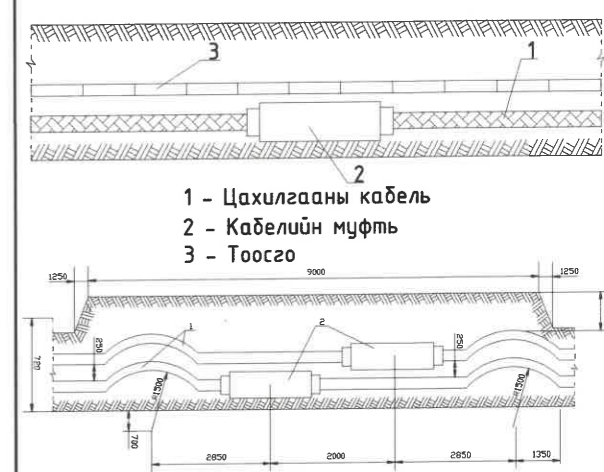 3
1
2
1 - Цахилгааны кабель
2 - Кабелийн муфть
3 - Тоосго
1250 9000 1250
1 2
250 250
700
R1500 R1500
700
2850 2000 2850 1350